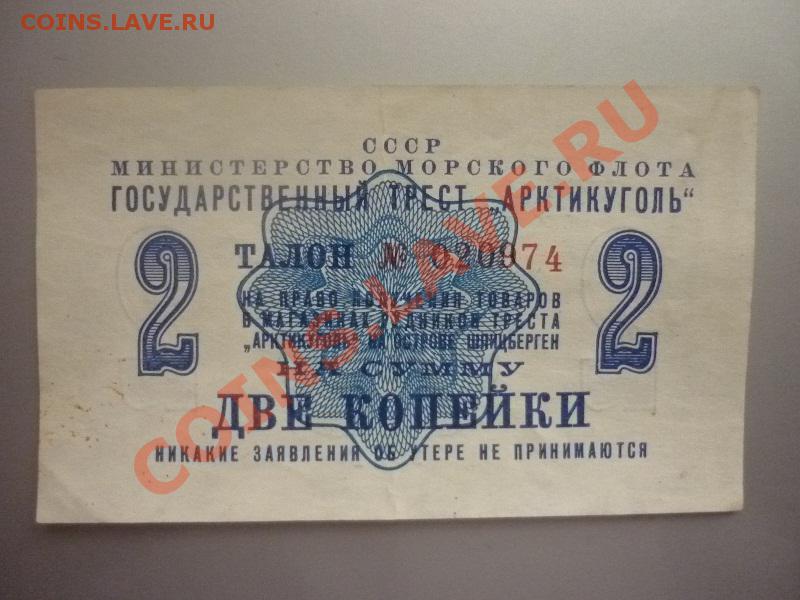 COINS.LAVE.RU
СССР
МИНИСТЕРСТВО МОРСКОГО ФЛОТА
ГОСУДАРСТВЕННЫЙ ТРЕСТ „АРКТИКУГОЛЬ“
2 ТАЛОН № 020974 2
НА ПРАВО ПОЛУЧЕНИЯ ТОВАРОВ
В МАГАЗИНАХ РУДНИКОВ ТРЕСТА
„АРКТИКУГОЛЬ“ НА ОСТРОВЕ ШПИЦБЕРГЕН
НА СУММУ
ДВЕ КОПЕЙКИ
НИКАКИЕ ЗАЯВЛЕНИЯ ОБ УТЕРЕ НЕ ПРИНИМАЮТСЯ
COINS.LAVE.RU